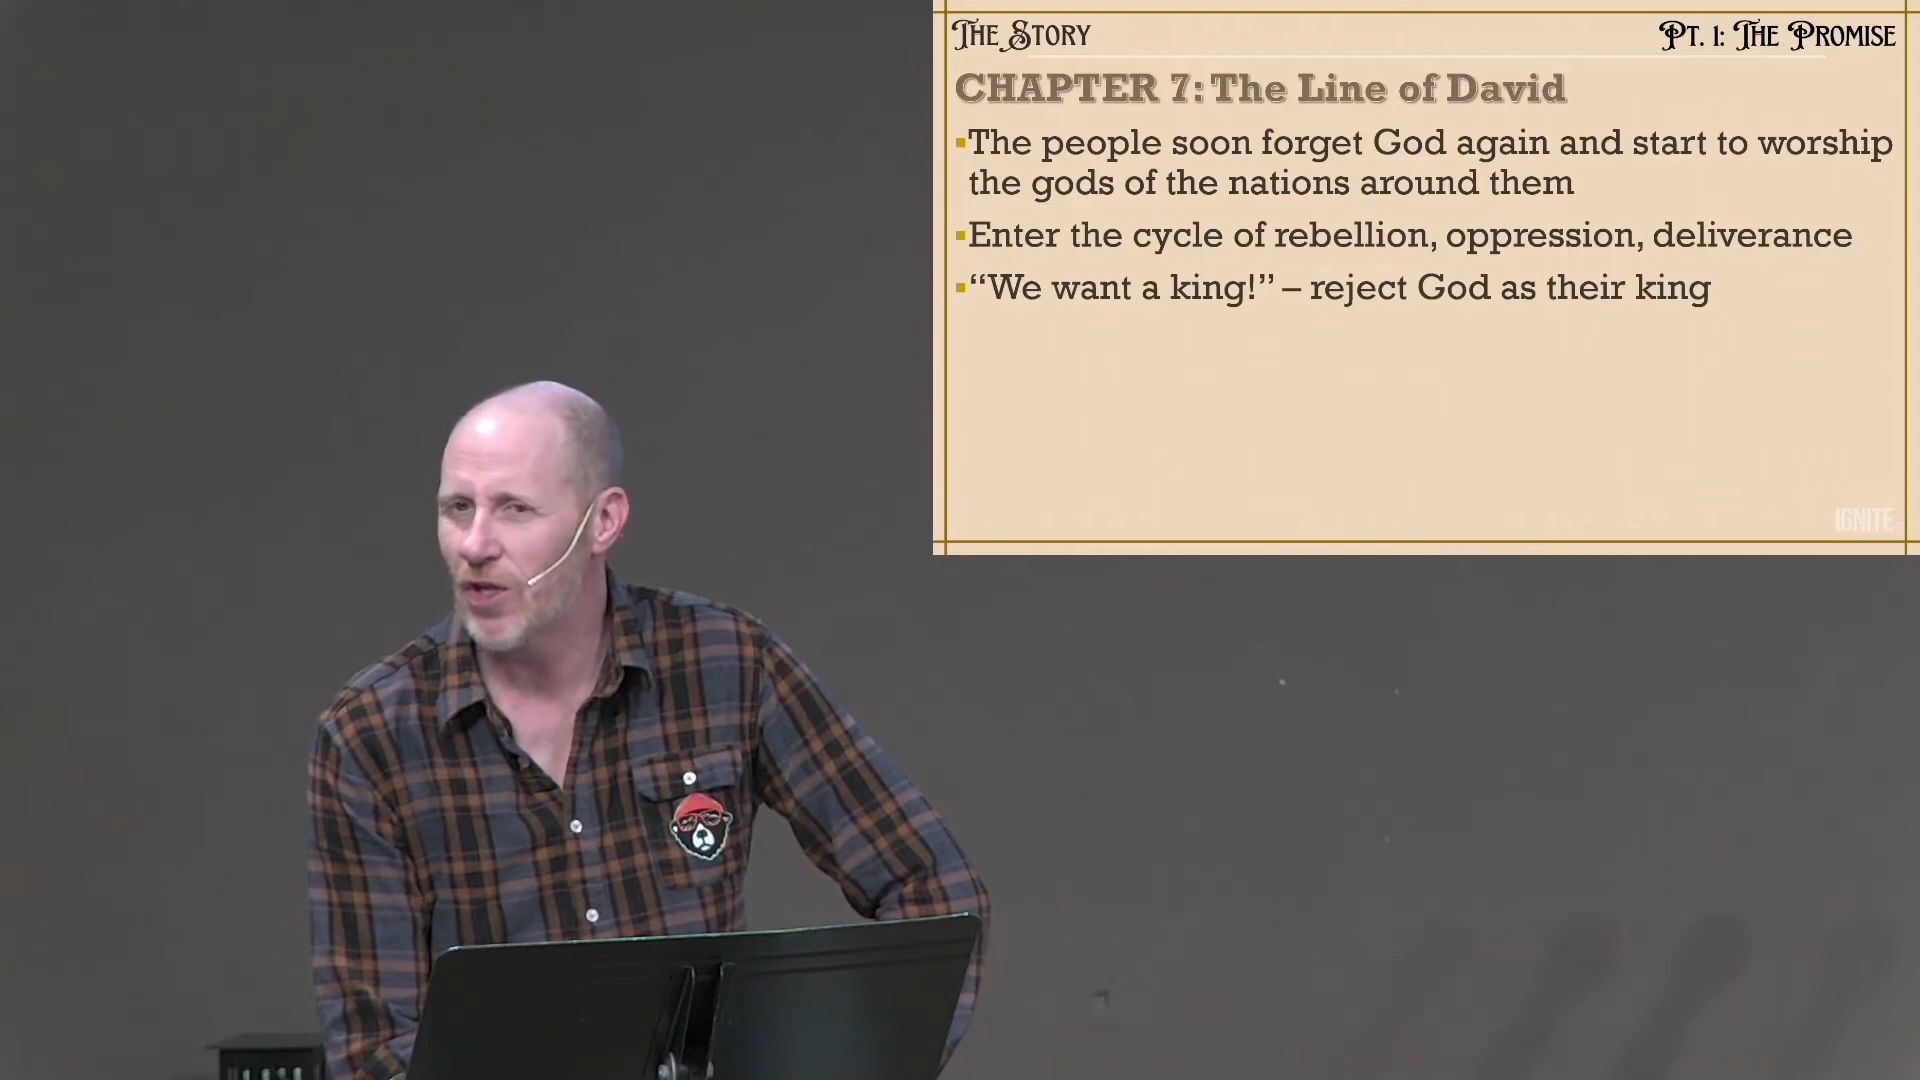 The Story
Pt. 1: The Promise
CHAPTER 7: The Line of David
▪The people soon forget God again and start to worship
the gods of the nations around them
▪Enter the cycle of rebellion, oppression, deliverance
▪“We want a king!” – reject God as their king
IGNITE